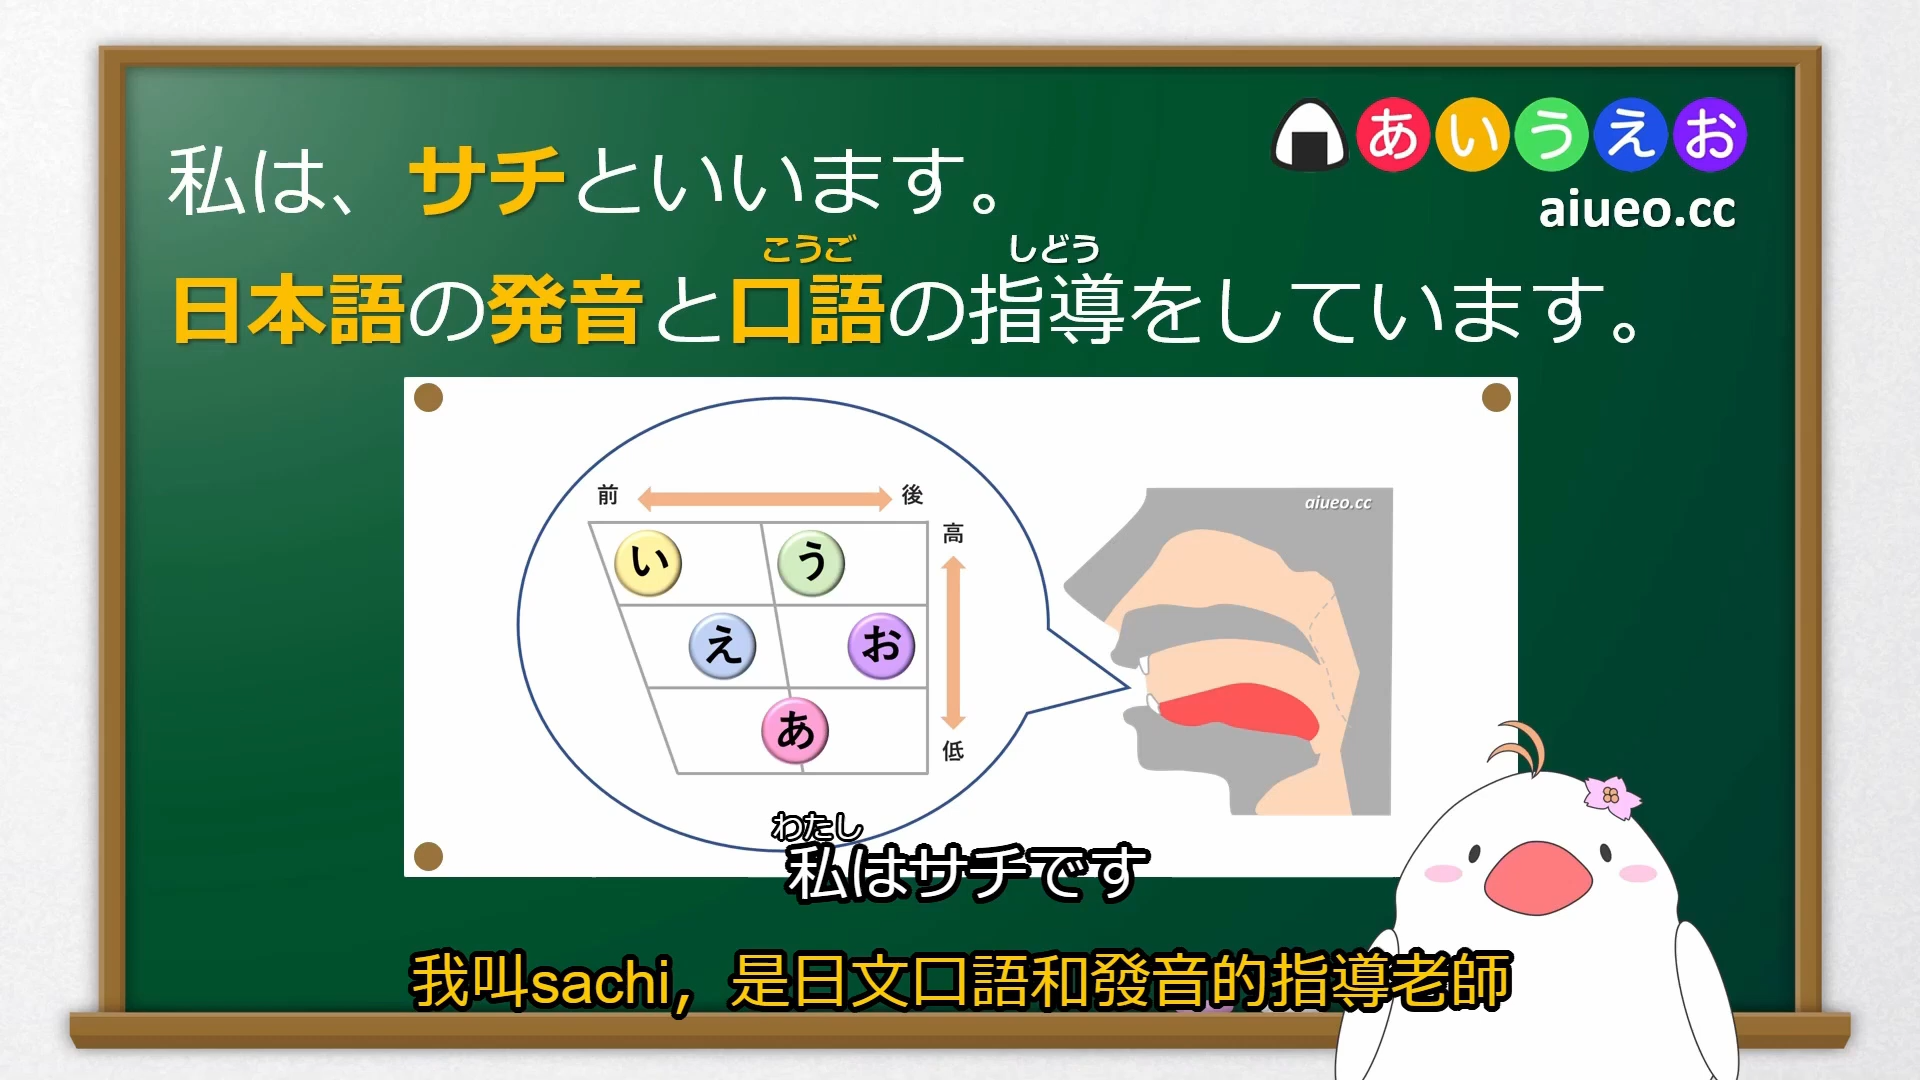 あいうえお
aiueo.cc
私は、サチといいます。
こうご しどう
日本語の発音と口語の指導をしています。
前 後
高
い う
え お
あ
低
aiueo.cc
わたし
私はサチです
我叫sachi，是日文口語和發音的指導老師